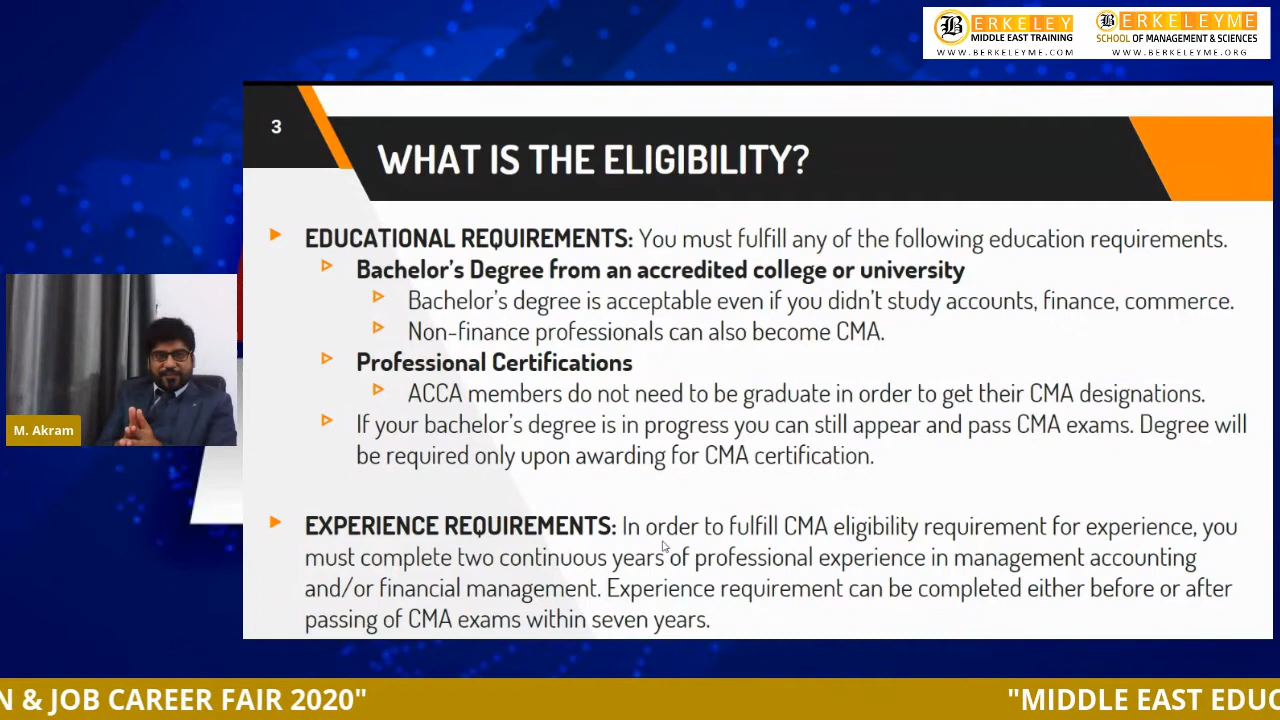 BERKELEY
MIDDLE EAST TRAINING
WWW.BERKELEYME.COM
BERKELEYME
SCHOOL OF MANAGEMENT & SCIENCES
WWW.BERKELEYME.ORG
3
WHAT IS THE ELIGIBILITY?
EDUCATIONAL REQUIREMENTS: You must fulfill any of the following education requirements.
Bachelor's Degree from an accredited college or university
Bachelor's degree is acceptable even if you didn't study accounts, finance, commerce.
Non-finance professionals can also become CMA.
Professional Certifications
ACCA members do not need to be graduate in order to get their CMA designations.
If your bachelor's degree is in progress you can still appear and pass CMA exams. Degree will
be required only upon awarding for CMA certification.
EXPERIENCE REQUIREMENTS: In order to fulfill CMA eligibility requirement for experience, you
must complete two continuous years of professional experience in management accounting
and/or financial management. Experience requirement can be completed either before or after
passing of CMA exams within seven years.
M. Akram
N & JOB CAREER FAIR 2020" "MIDDLE EAST EDUC